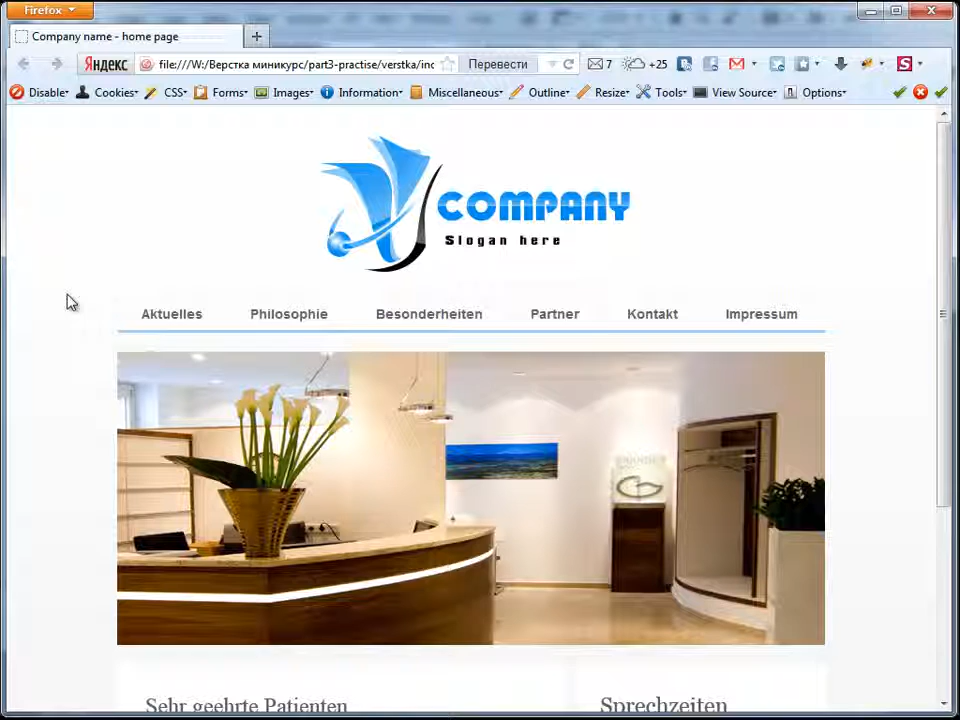 Firefox
Company name - home page
Яндекс file:///W:/Верстка миникурс/part3-practise/verstka/inc Перевести 7 +25
Disable Cookies CSS Forms Images Information Miscellaneous Outline Resize Tools View Source Options
COMPANY
Slogan here
Aktuelles Philosophie Besonderheiten Partner Kontakt Impressum
Sehr geehrte Patienten Sprechzeiten